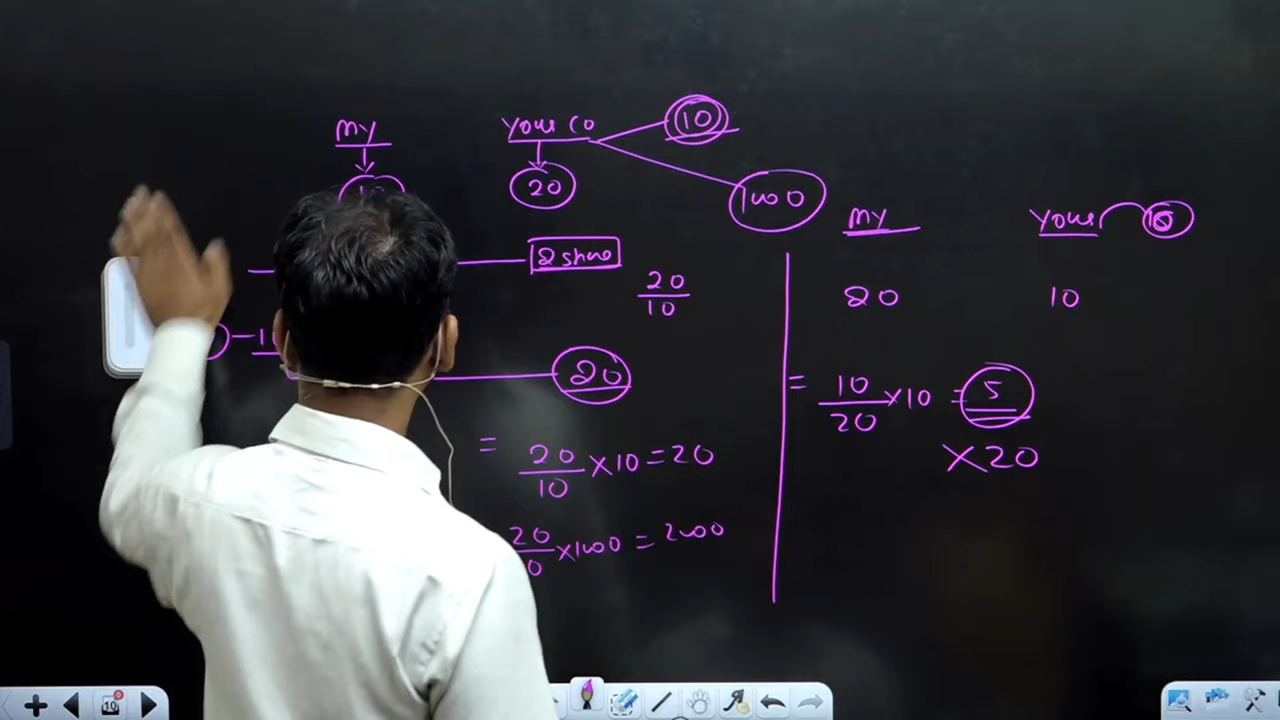 My Your Co 10
20 1000
My Your 10
2 share
20/10
20 10
20
= 10/20 × 10 = 5
× 20
= 20/10 × 10 = 20
× 1000 = 2000
10